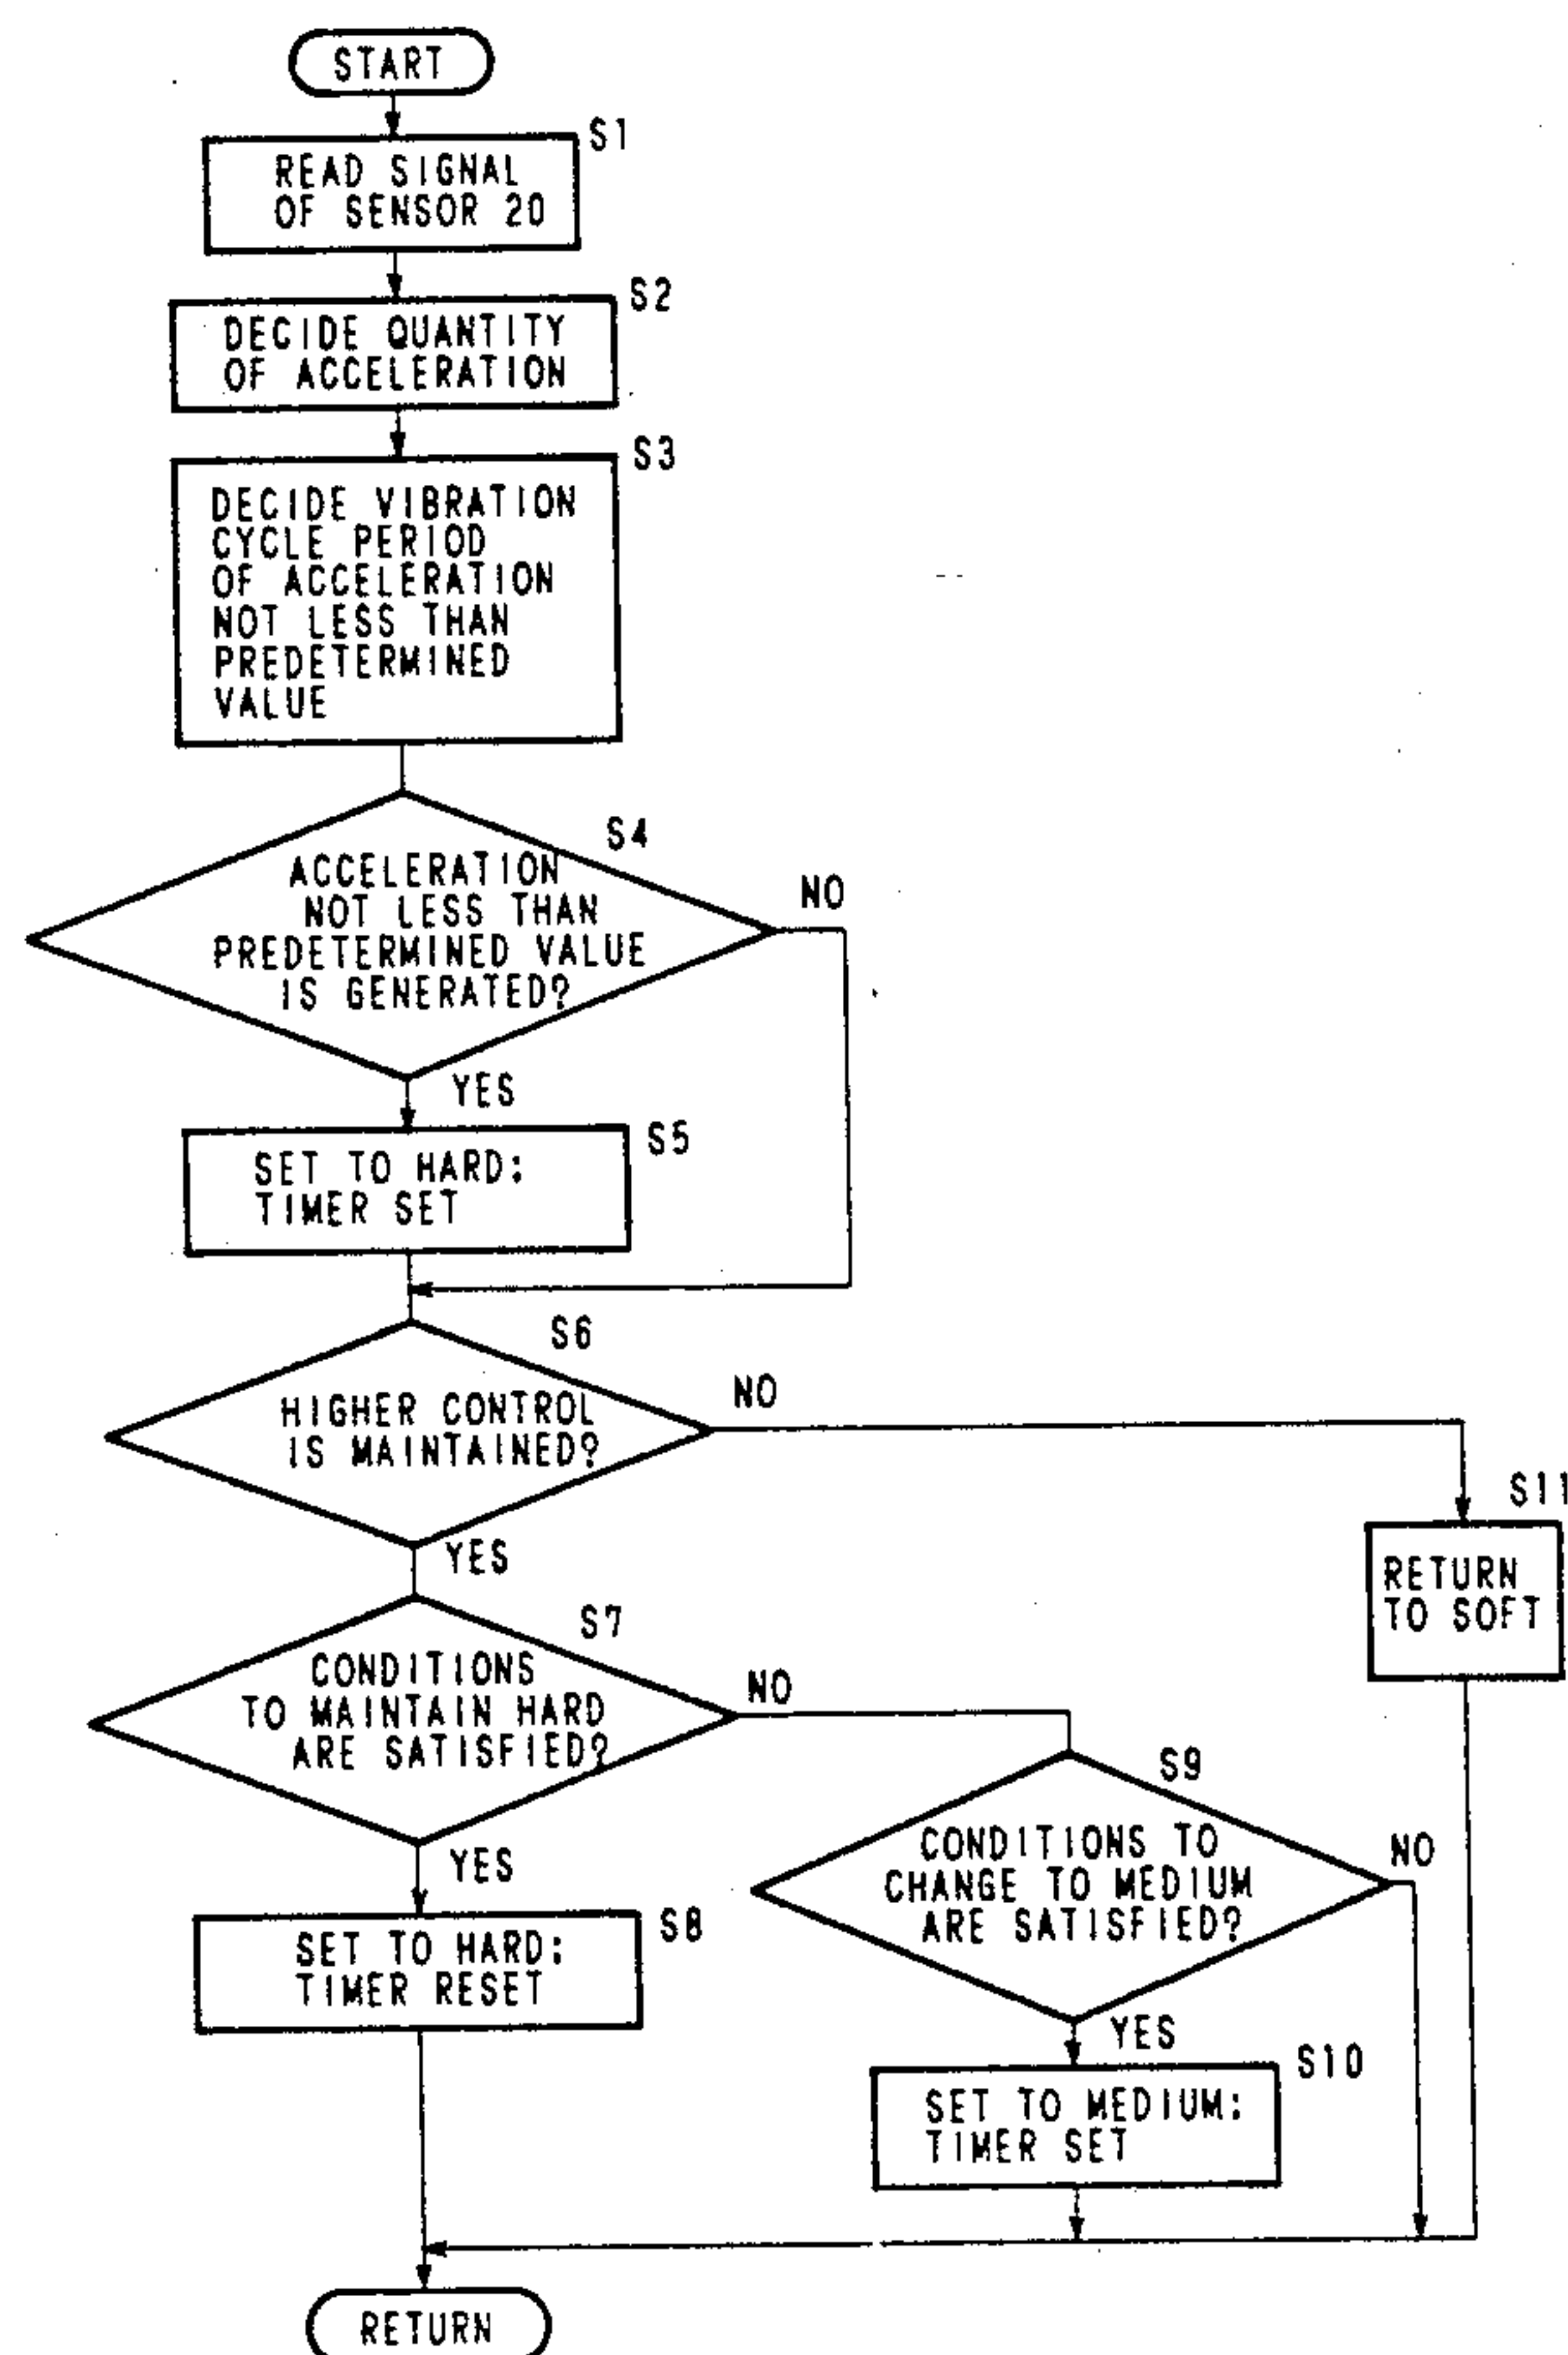 START
S1
READ SIGNAL
OF SENSOR 20
S2
DECIDE QUANTITY
OF ACCELERATION
S3
DECIDE VIBRATION
CYCLE PERIOD
OF ACCELERATION
NOT LESS THAN
PREDETERMINED
VALUE
S4
ACCELERATION
NOT LESS THAN
PREDETERMINED VALUE
IS GENERATED?
NO
YES
S5
SET TO HARD:
TIMER SET
S6
HIGHER CONTROL
IS MAINTAINED?
NO
YES
S11
RETURN
TO SOFT
S7
CONDITIONS
TO MAINTAIN HARD
ARE SATISFIED?
NO
YES
S9
CONDITIONS TO
CHANGE TO MEDIUM
ARE SATISFIED?
NO
YES
S8
SET TO HARD:
TIMER RESET
S10
SET TO MEDIUM:
TIMER SET
RETURN